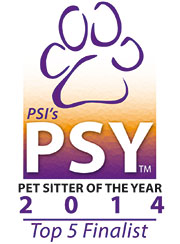 PSI's
PSY™
PET SITTER OF THE YEAR
2014
Top 5 Finalist